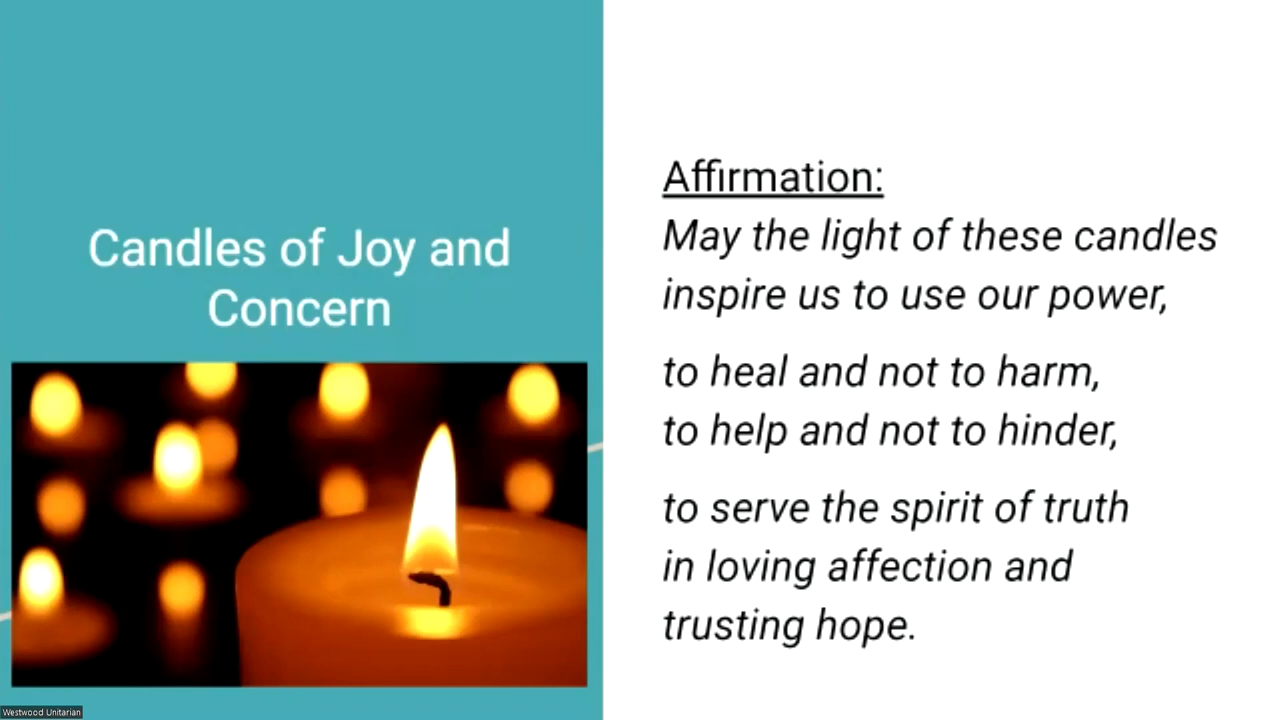 Candles of Joy and
Concern
Affirmation:
May the light of these candles
inspire us to use our power,
to heal and not to harm,
to help and not to hinder,
to serve the spirit of truth
in loving affection and
trusting hope.
Westwood Unitarian